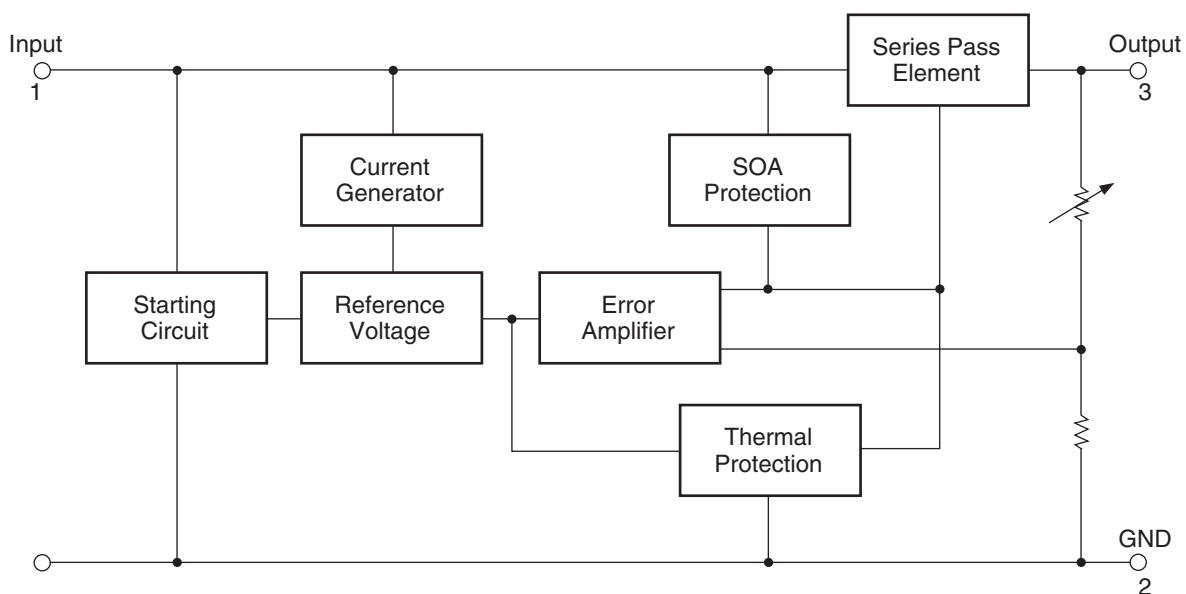 Input
1
Series Pass
Element
Output
3
Current
Generator
SOA
Protection
Starting
Circuit
Reference
Voltage
Error
Amplifier
Thermal
Protection
GND
2